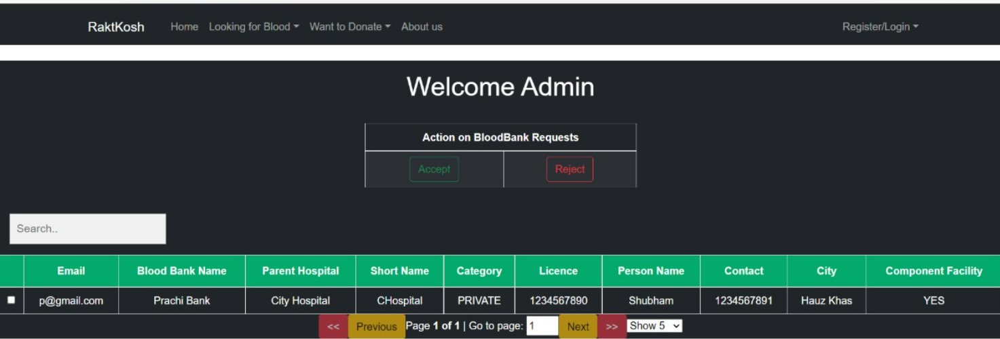 RaktKosh Home Looking for Blood Want to Donate About us Register/Login
Welcome Admin
Action on BloodBank Requests
Accept Reject
Search..
Email Blood Bank Name Parent Hospital Short Name Category Licence Person Name Contact City Component Facility
p@gmail.com Prachi Bank City Hospital CHospital PRIVATE 1234567890 Shubham 1234567891 Hauz Khas YES
<< Previous Page 1 of 1 | Go to page: 1 Next >> Show 5